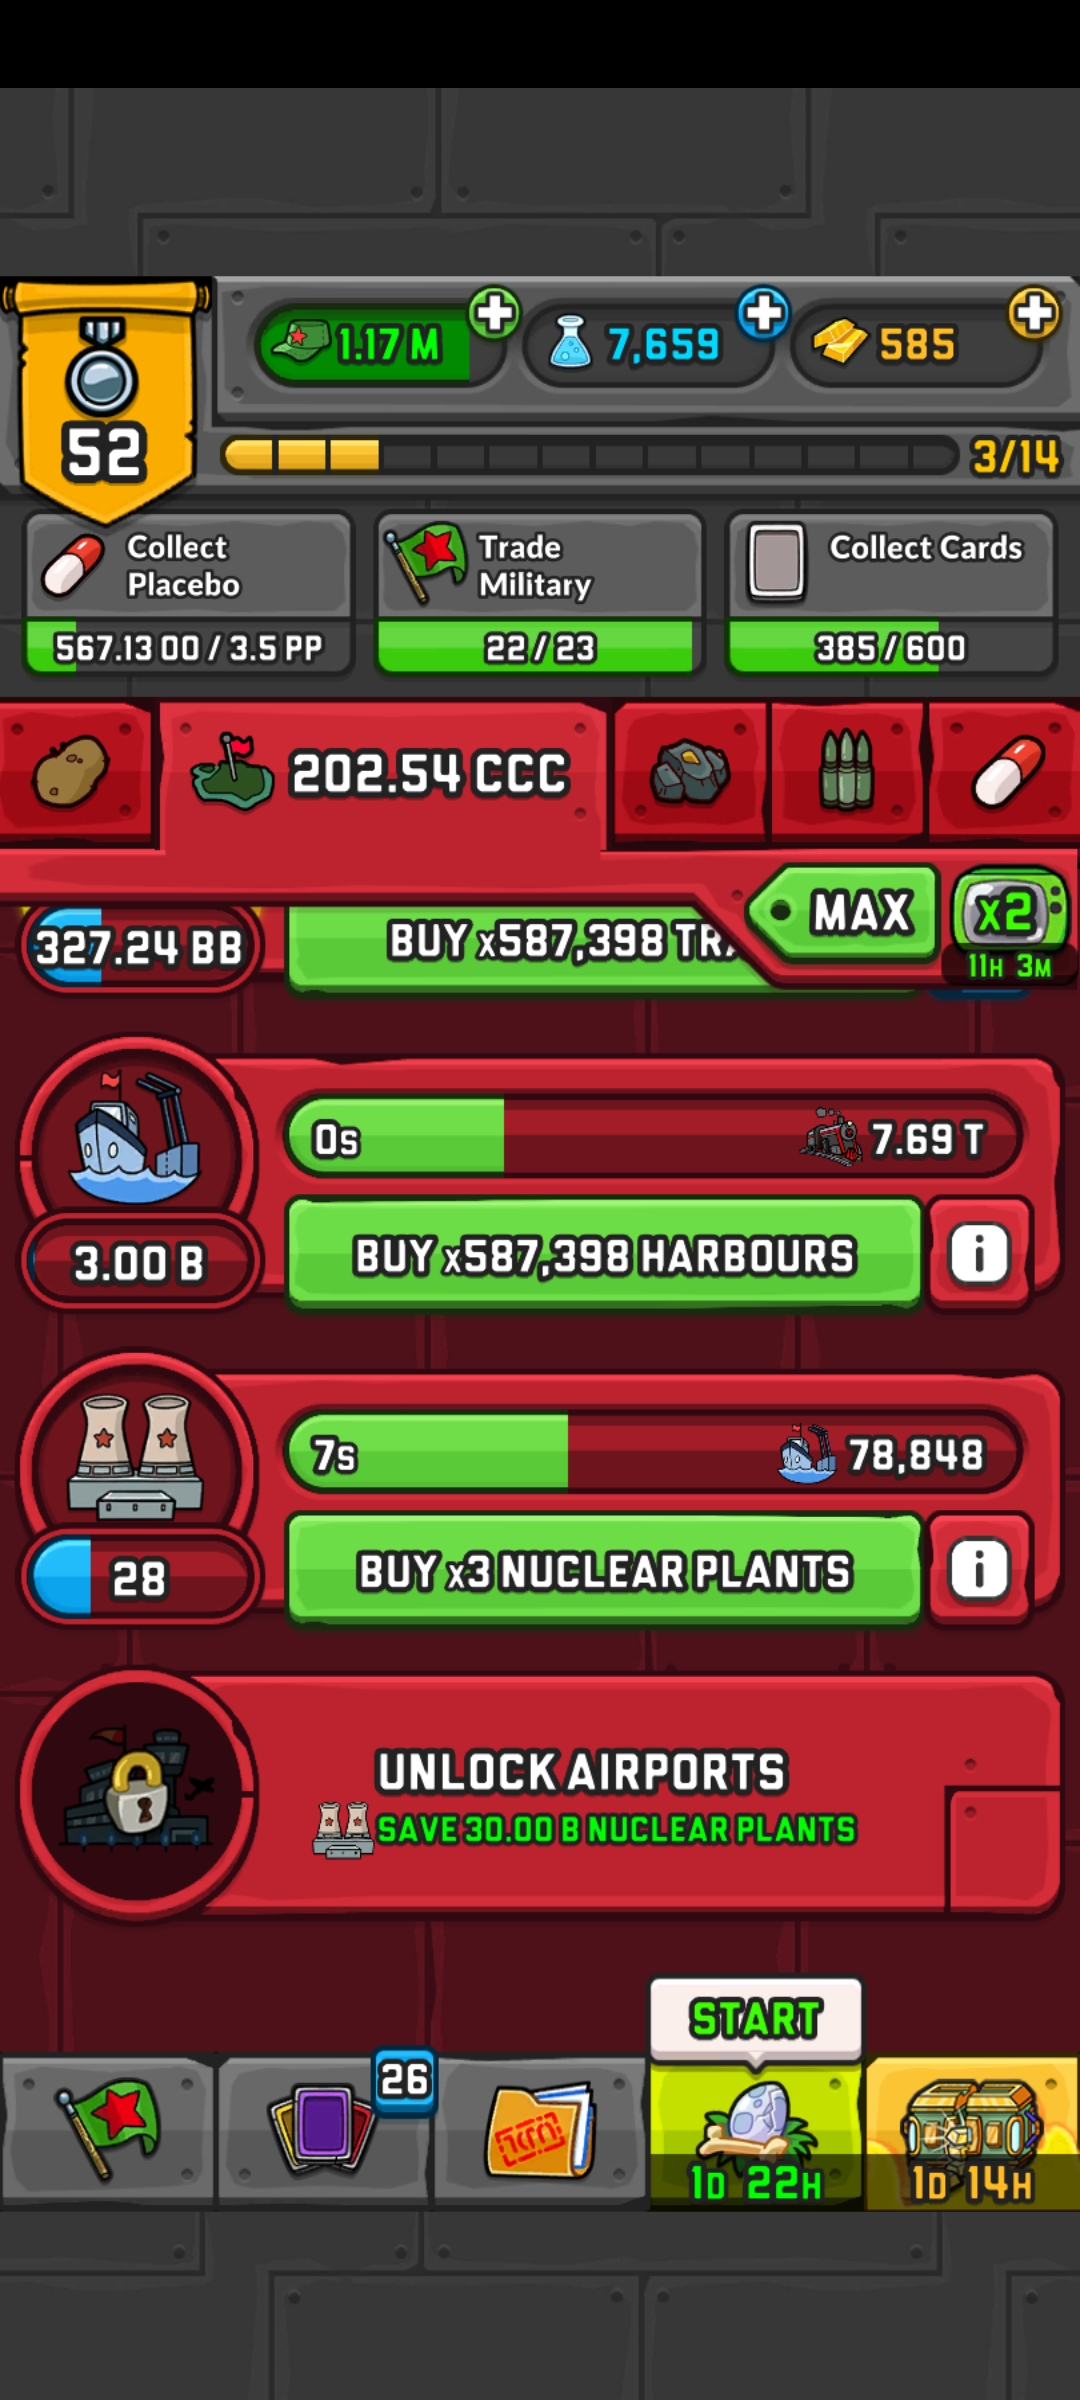 1.17 M
7,659
585
52
3/14
Collect
Placebo
Trade
Military
Collect Cards
567.13 OO / 3.5 PP
22 / 23
385 / 600
202.54 CCC
MAX
x2
11H 3M
327.24 BB
BUY x587,398
0s
7.69 T
3.00 B
BUY x587,398 HARBOURS
i
7s
78,848
28
BUY x3 NUCLEAR PLANTS
i
UNLOCK AIRPORTS
SAVE 30.00 B NUCLEAR PLANTS
START
26
1D 22H
1D 14H